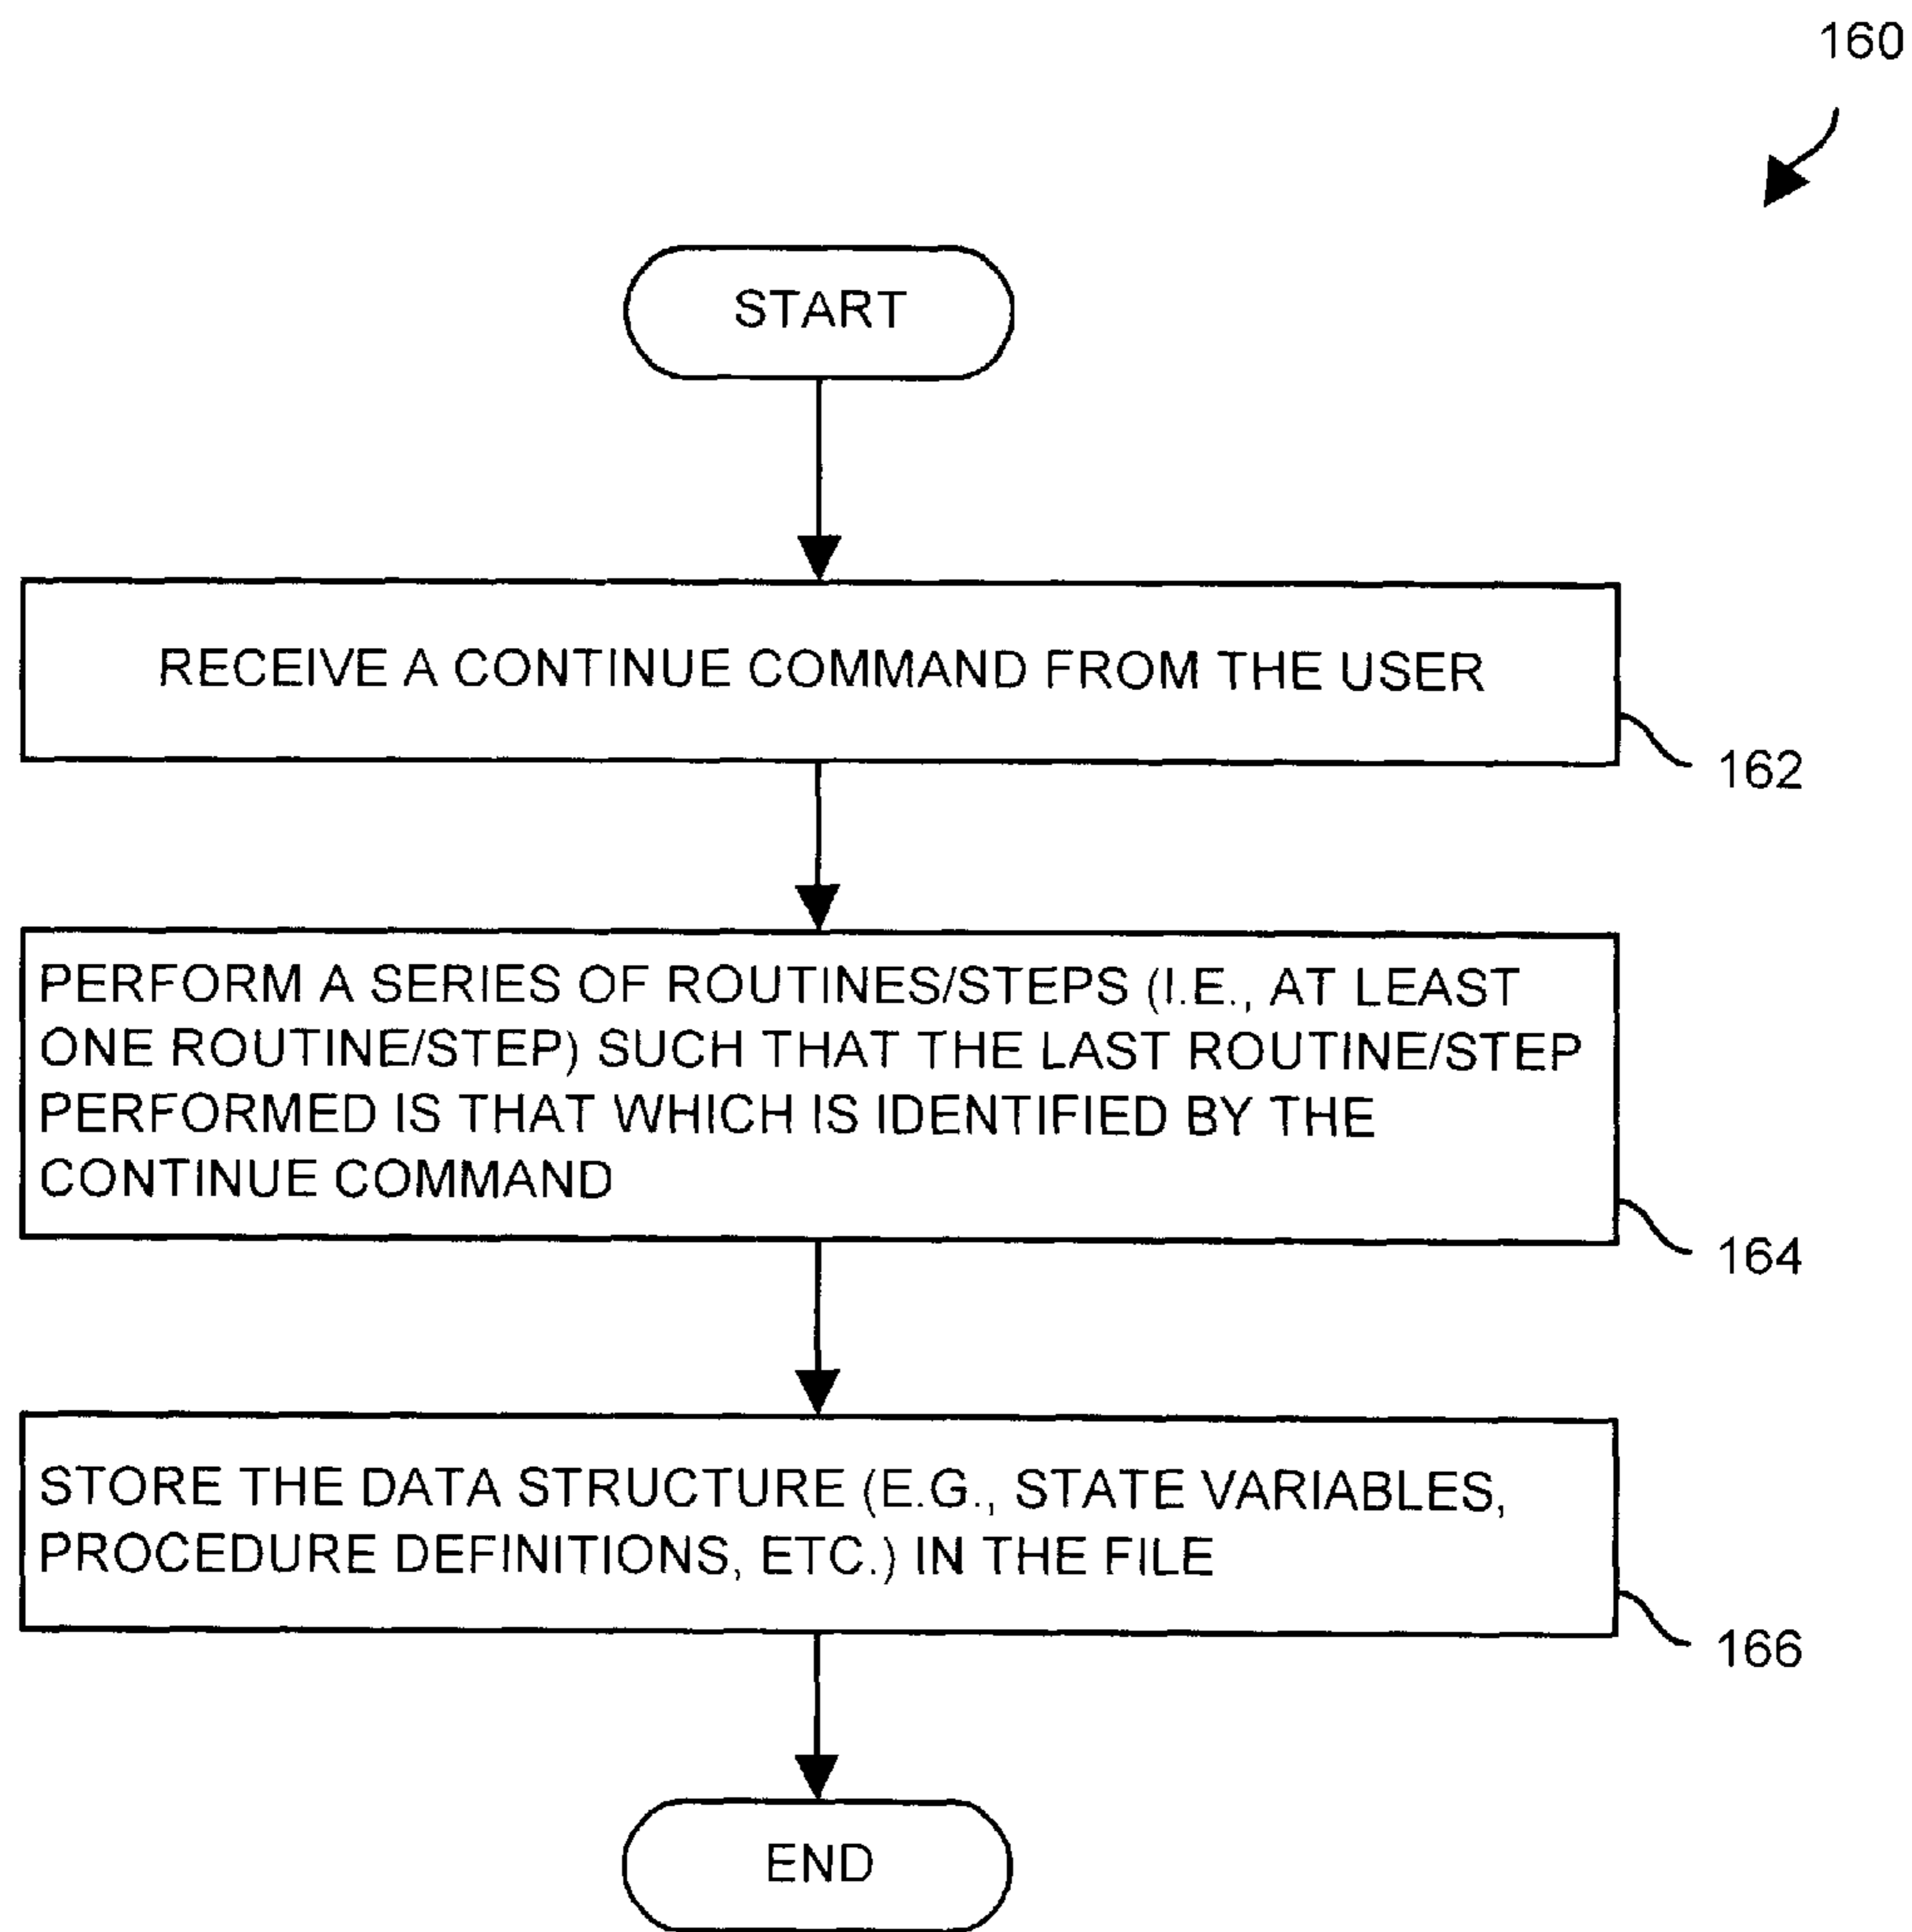 160
START
RECEIVE A CONTINUE COMMAND FROM THE USER
162
PERFORM A SERIES OF ROUTINES/STEPS (I.E., AT LEAST
ONE ROUTINE/STEP) SUCH THAT THE LAST ROUTINE/STEP
PERFORMED IS THAT WHICH IS IDENTIFIED BY THE
CONTINUE COMMAND
164
STORE THE DATA STRUCTURE (E.G., STATE VARIABLES,
PROCEDURE DEFINITIONS, ETC.) IN THE FILE
166
END